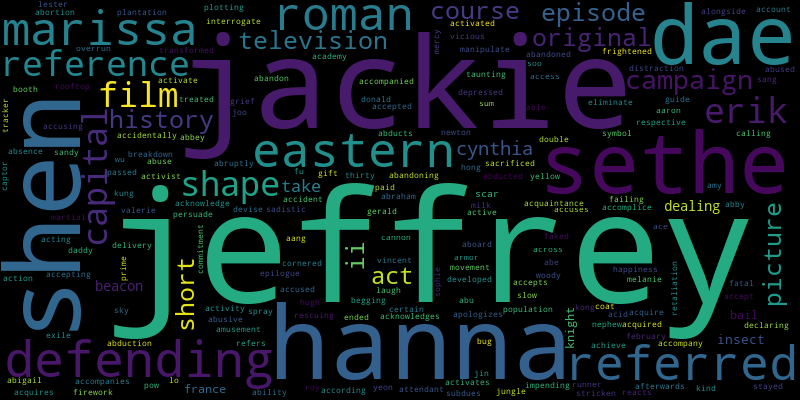 lester
plotting
alongside
account
abortion
plantation
interrogate
roman
course
episode
activated
marissa
television
original
dae
overrun
transformed
mercy
vicious
manipulate
abandoned
frightened
reference
jackie
academy
soo
distraction
abused
rooftop
activate
abandon
accompanied
taunting
access
campaign
sang
booth
film
treated
grief
donald
accepted
depressed
sum
able
eliminate
guide
aaron
tracker
accusing
history
joo
newton
symbol
respective
erik
shen
capital
accidentally
abbey
eastern
cynthia
double
calling
absence
sandy
abuse
abducts
hong
sacrificed
sethe
wu
breakdown
abruptly
fu
abandoning
abducted
yellow
amy
captor
passed
activist
shape
take
gift
thirty
paid
acquaintance
failing
abby
kung
acknowledge
accident
abraham
scar
accuses
accomplice
dealing
valerie
persuade
devise
sadistic
gerald
milk
active
martial
jeffrey
acting
commitment
aang
cannon
faced
ace
picture
daddy
delivery
cornered
ii
vincent
aboard
across
abe
happiness
action
accepting
prime
epilogue
armor
movement
woody
melanie
retaliation
beacon
short
accused
act
developed
sophie
accepts
fatal
laugh
abu
slow
accept
sky
activity
spray
hugh
begging
certain
population
kong
coat
acid
acquire
bail
exile
abusive
amusement
rescuing
ended
acknowledges
apologizes
knight
nephew
acquired
february
declaring
abduction
refers
hanna
bug
achieve
accompany
insect
defending
referred
abigail
accompanies
lo
jin
impending
runner
afterwards
kind
stayed
acquires
firework
pow
france
ability
roy
according
yeon
attendant
activates
subdues
jungle
stricken
reacts